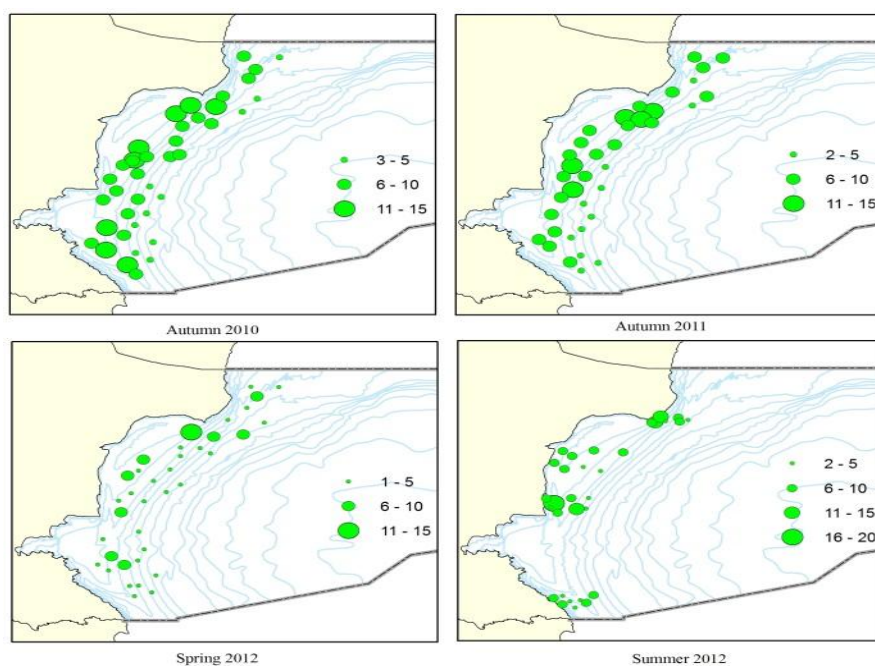 3 - 5
6 - 10
11 - 15
Autumn 2010
2 - 5
6 - 10
11 - 15
Autumn 2011
1 - 5
6 - 10
11 - 15
Spring 2012
2 - 5
6 - 10
11 - 15
16 - 20
Summer 2012